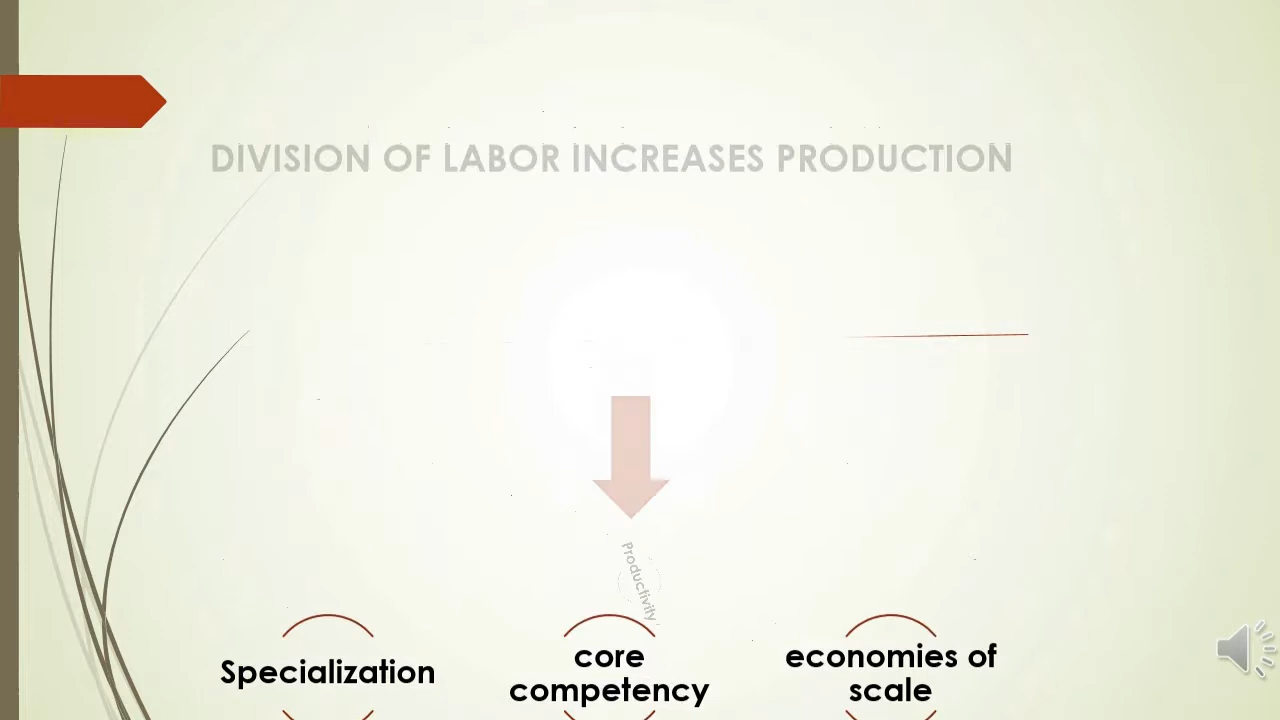 DIVISION OF LABOR INCREASES PRODUCTION
Productivity
Specialization
core
competency
economies of
scale